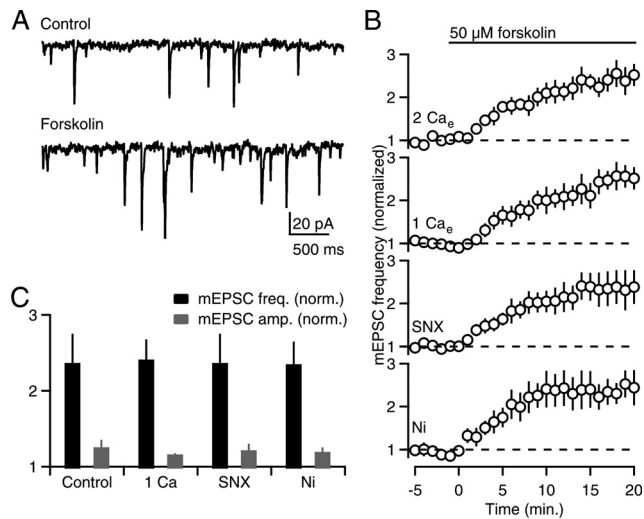 A
Control
Forskolin
20 pA
500 ms
B
50 μM forskolin
mEPSC frequency (normalized)
3
2
1
2 Cae
3
2
1
1 Cae
3
2
1
SNX
3
2
1
Ni
-5 0 5 10 15 20
Time (min.)
C
mEPSC freq. (norm.)
mEPSC amp. (norm.)
3
2
1
Control 1 Ca SNX Ni